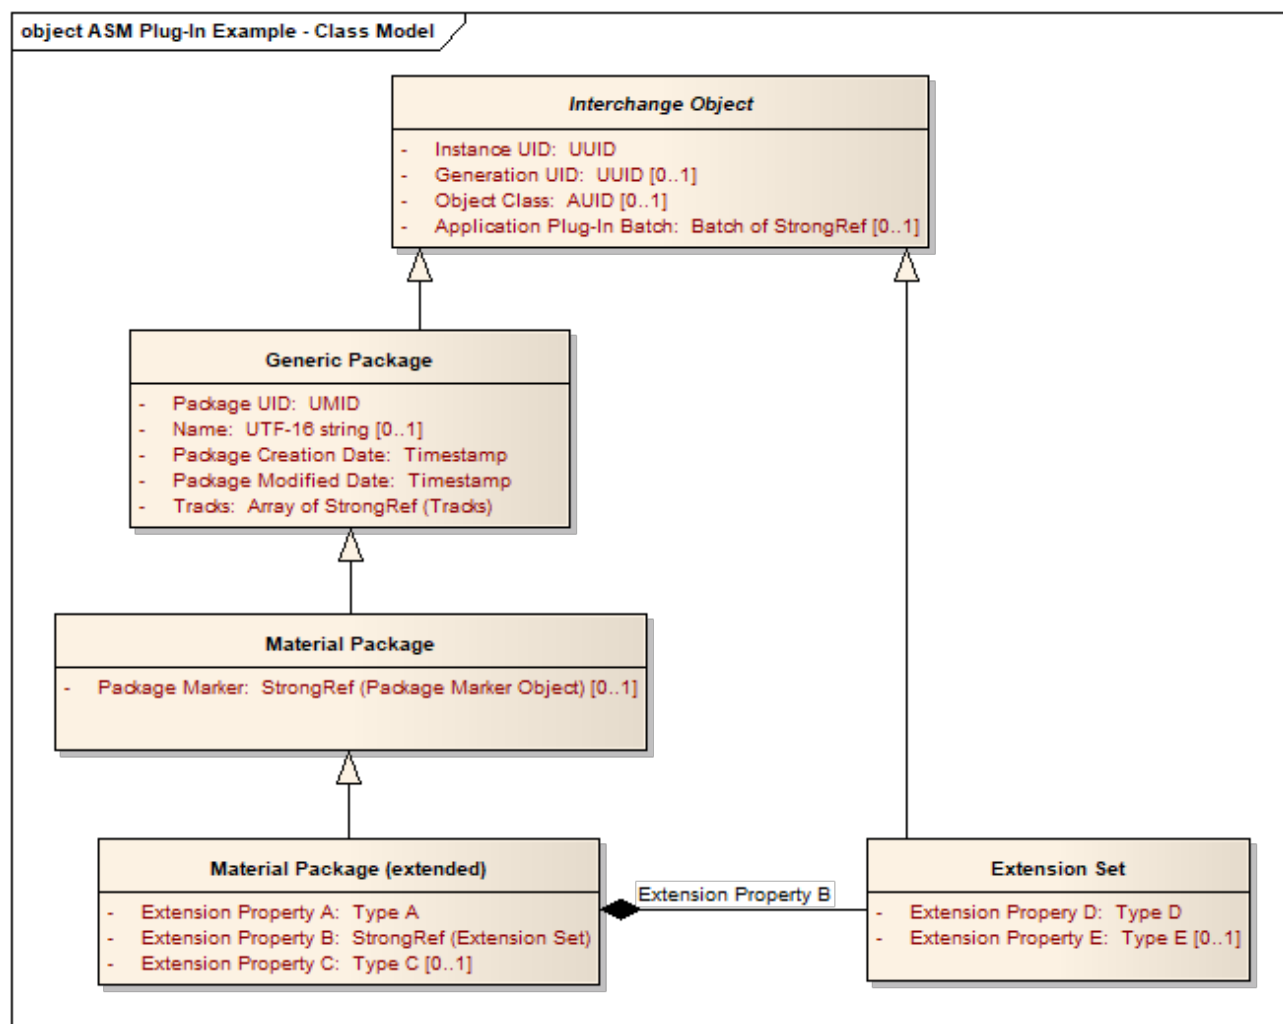 object ASM Plug-In Example - Class Model
Interchange Object
- Instance UID: UUID
- Generation UID: UUID [0..1]
- Object Class: AUID [0..1]
- Application Plug-In Batch: Batch of StrongRef [0..1]
Generic Package
- Package UID: UMID
- Name: UTF-16 string [0..1]
- Package Creation Date: Timestamp
- Package Modified Date: Timestamp
- Tracks: Array of StrongRef (Tracks)
Material Package
- Package Marker: StrongRef (Package Marker Object) [0..1]
Material Package (extended)
- Extension Property A: Type A
- Extension Property B: StrongRef (Extension Set)
- Extension Property C: Type C [0..1]
Extension Property B
Extension Set
- Extension Propery D: Type D
- Extension Property E: Type E [0..1]